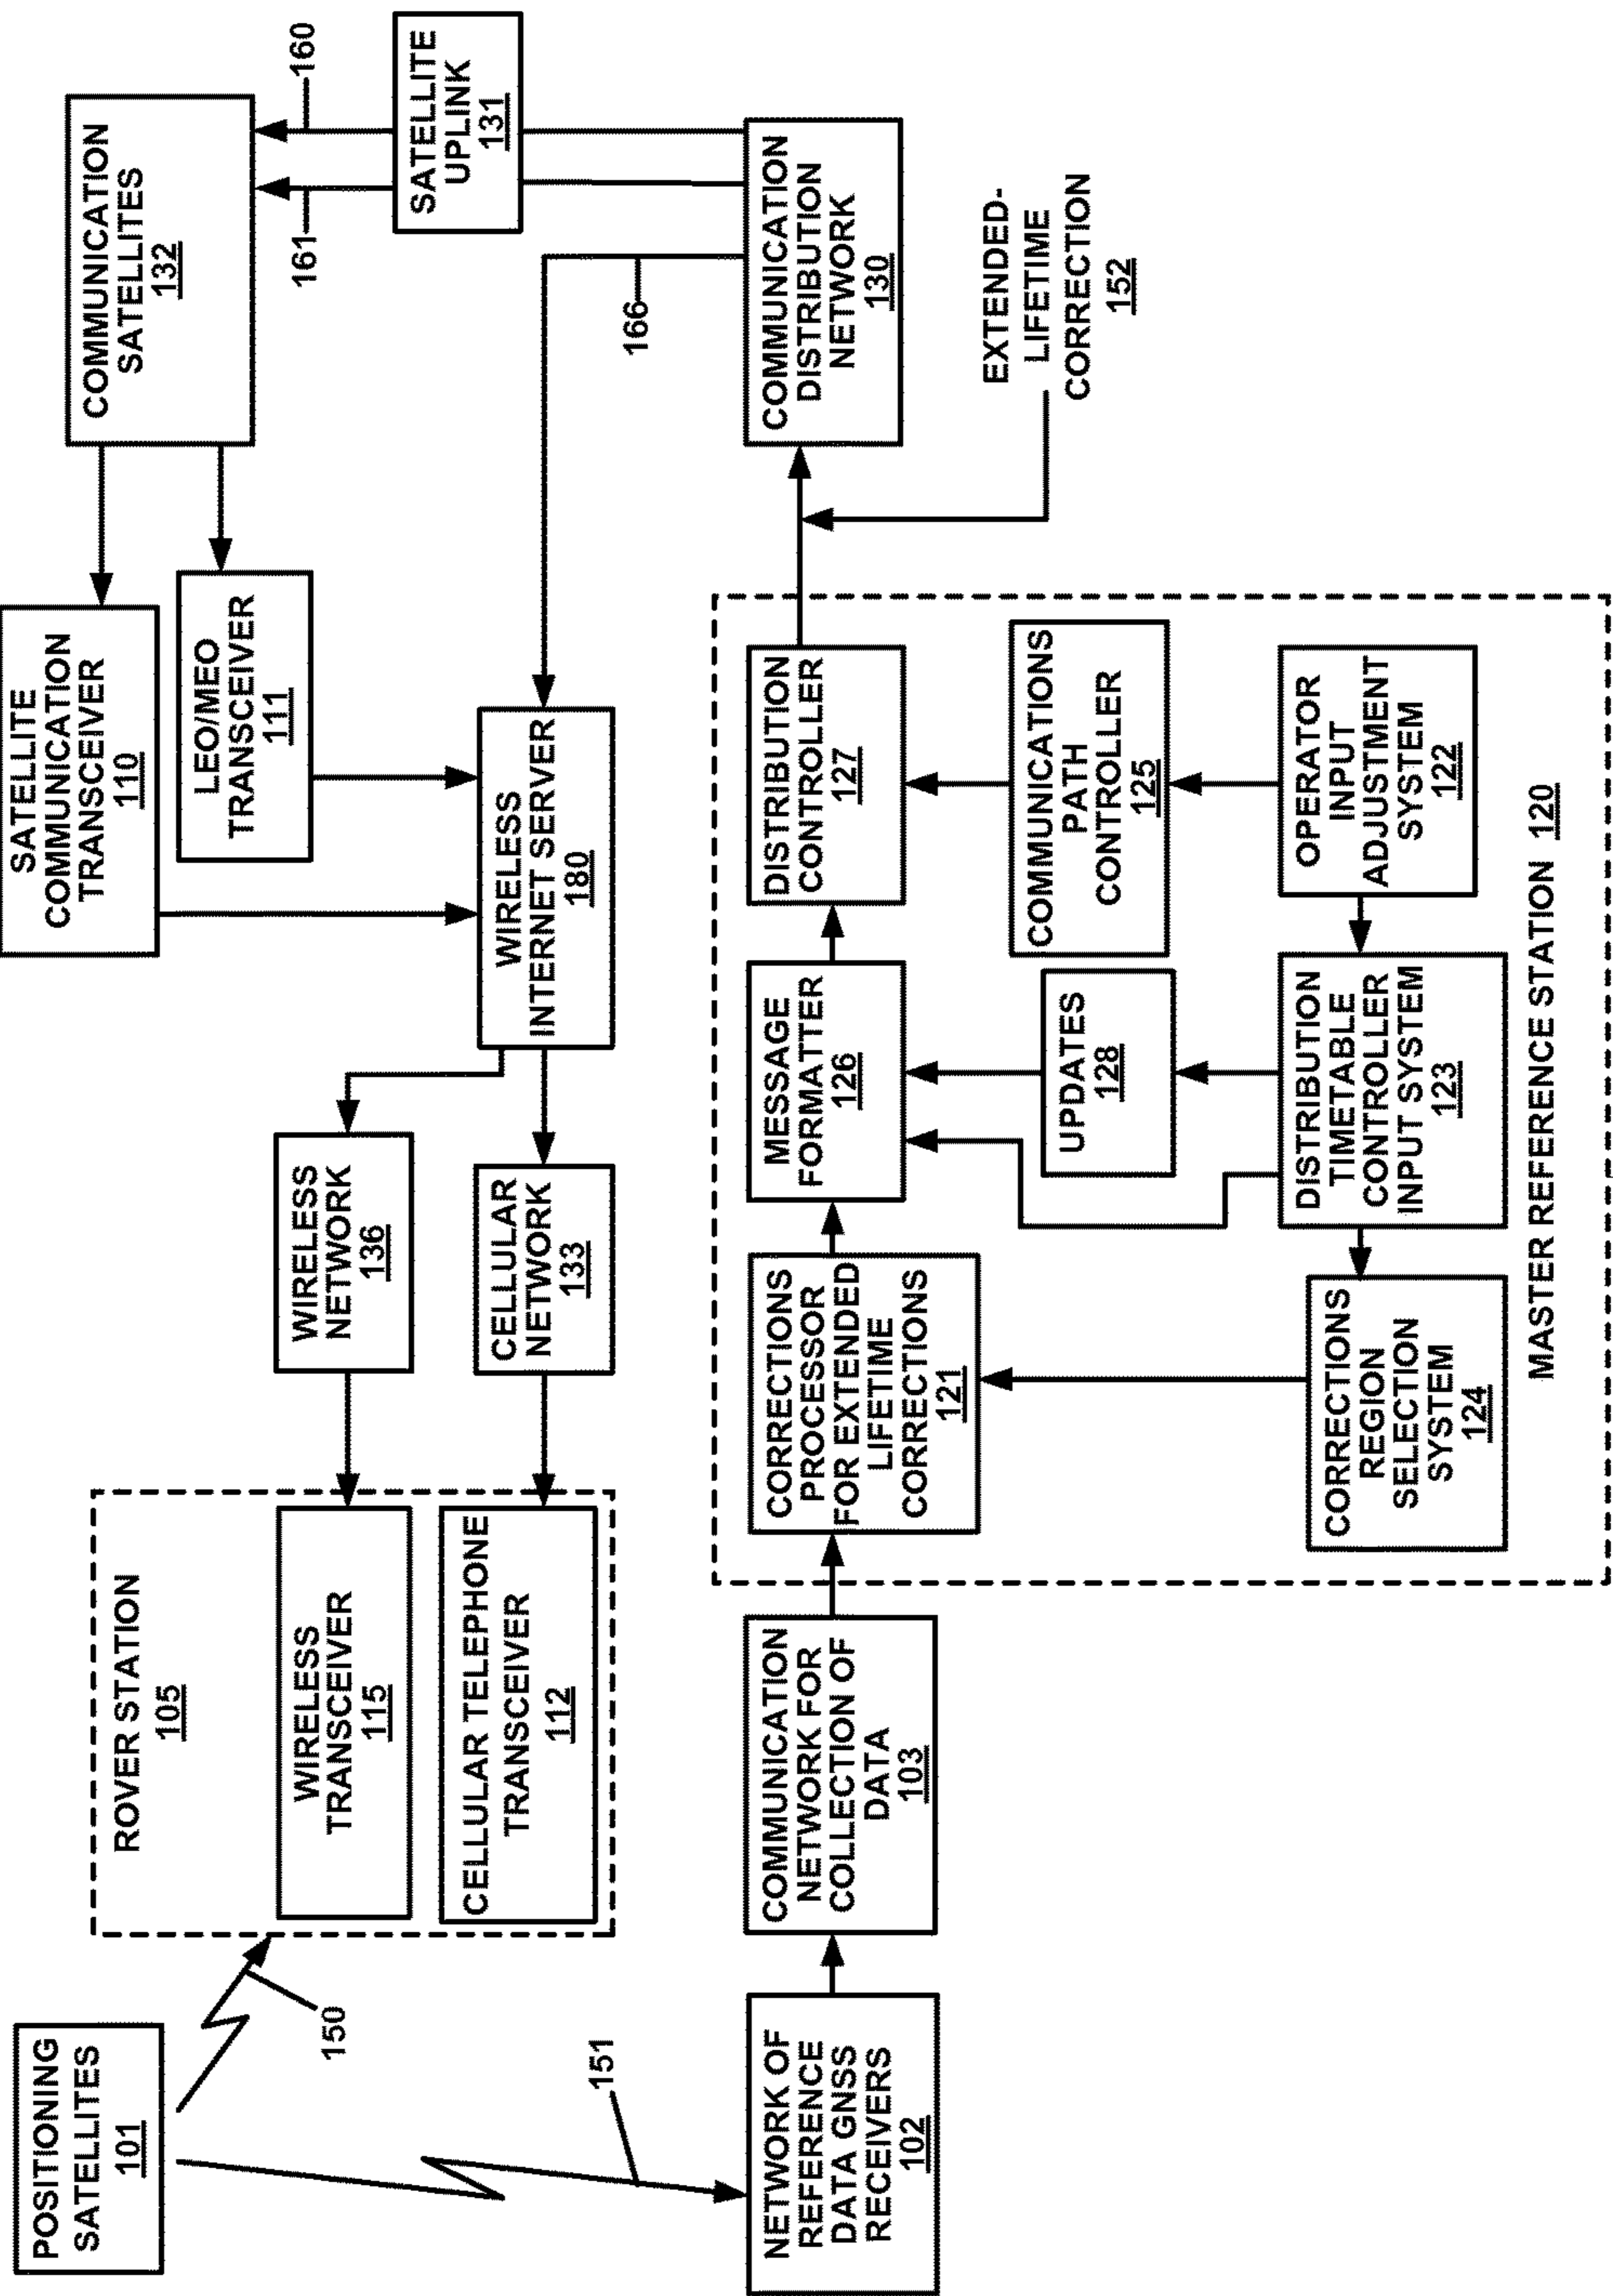 POSITIONING
SATELLITES
101
150
151
ROVER STATION
105
WIRELESS
TRANSCEIVER
115
CELLULAR TELEPHONE
TRANSCEIVER
112
WIRELESS
NETWORK
136
CELLULAR
NETWORK
133
SATELLITE
COMMUNICATION
TRANSCEIVER
110
LEO/MEO
TRANSCEIVER
111
WIRELESS
INTERNET SERVER
180
COMMUNICATION
SATELLITES
132
160
161
SATELLITE
UPLINK
131
166
COMMUNICATION
DISTRIBUTION
NETWORK
130
EXTENDED-
LIFETIME
CORRECTION
152
NETWORK OF
REFERENCE
DATA GNSS
RECEIVERS
102
COMMUNICATION
NETWORK FOR
COLLECTION OF
DATA
103
CORRECTIONS
PROCESSOR
FOR EXTENDED
LIFETIME
CORRECTIONS
121
MESSAGE
FORMATTER
126
DISTRIBUTION
CONTROLLER
127
UPDATES
128
COMMUNICATIONS
PATH
CONTROLLER
125
CORRECTIONS
REGION
SELECTION
SYSTEM
124
DISTRIBUTION
TIMETABLE
CONTROLLER
INPUT SYSTEM
123
OPERATOR
INPUT
ADJUSTMENT
SYSTEM
122
MASTER REFERENCE STATION 120